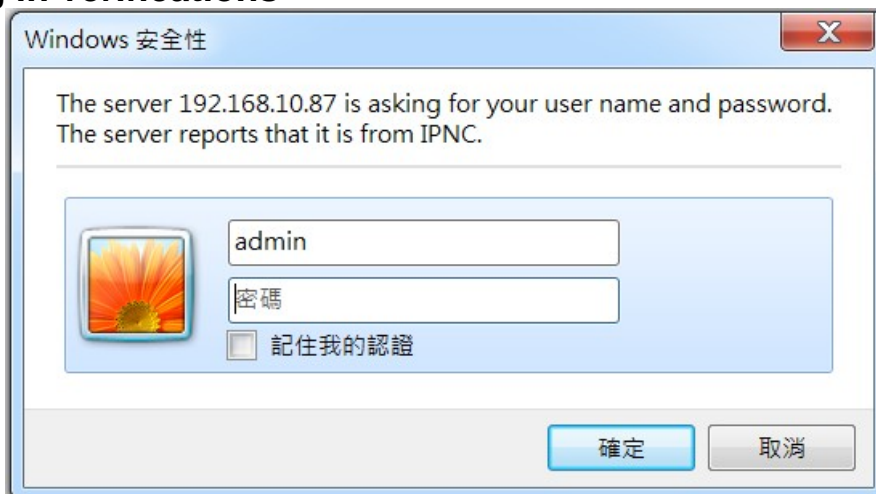 Windows 安全性
The server 192.168.10.87 is asking for your user name and password.
The server reports that it is from IPNC.
admin
密碼
記住我的認證
確定
取消